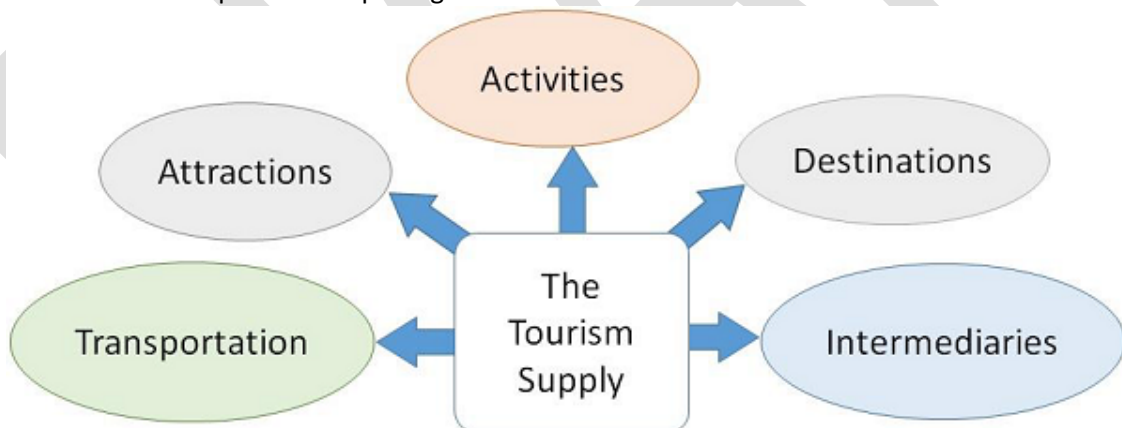 Activities
Attractions
Destinations
The
Tourism
Supply
Transportation
Intermediaries